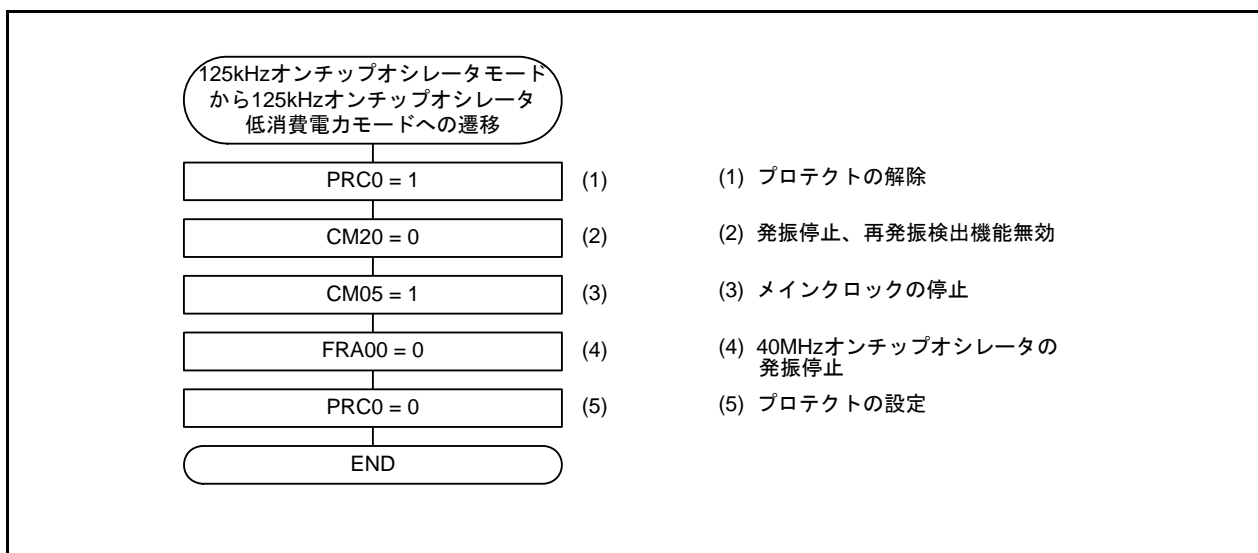 125kHzオンチップオシレータモード
から125kHzオンチップオシレータ
低消費電力モードへの遷移
PRC0 = 1
(1)
(1) プロテクトの解除
CM20 = 0
(2)
(2) 発振停止、再発振検出機能無効
CM05 = 1
(3)
(3) メインクロックの停止
FRA00 = 0
(4)
(4) 40MHzオンチップオシレータの
発振停止
PRC0 = 0
(5)
(5) プロテクトの設定
END